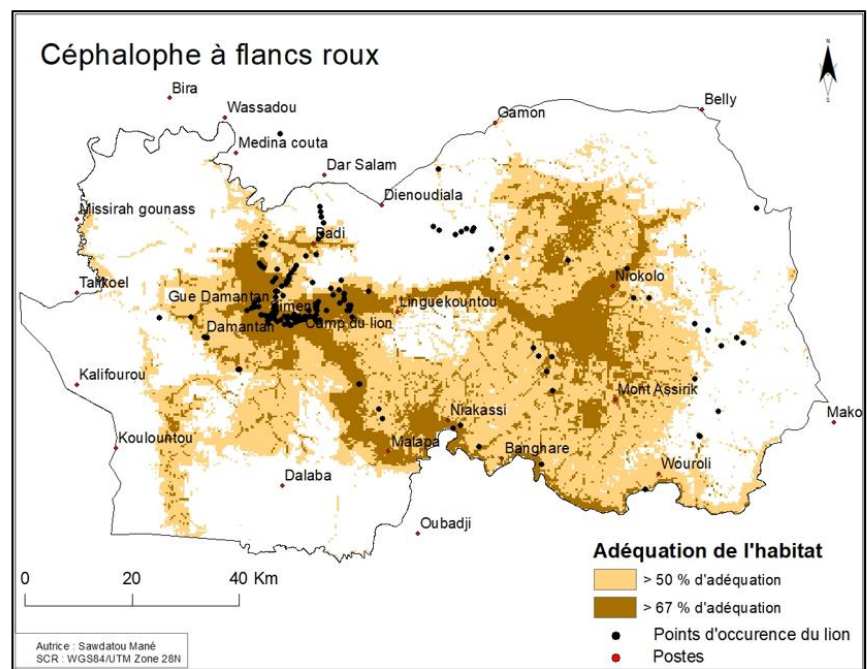 Céphalophe à flancs roux
N
Bira
Belly
Wassadou
Gamon
Medina couta
Dar Salam
Dienoudiala
Missirah gounass
Badi
Niokolo
Gue Damantan
Linguekountou
Camp du lion
Damantan
Kalifourou
Mont Assirik
Niakassi
Mako
Koulountou
Malapa
Banghare
Wouroli
Dalaba
Oubadji
S
Adéquation de l'habitat
0 20 40 Km
> 50 % d'adéquation
> 67 % d'adéquation
Points d'occurence du lion
Postes
Autrice : Sawdatou Mané
SCR : WGS84/UTM Zone 28N